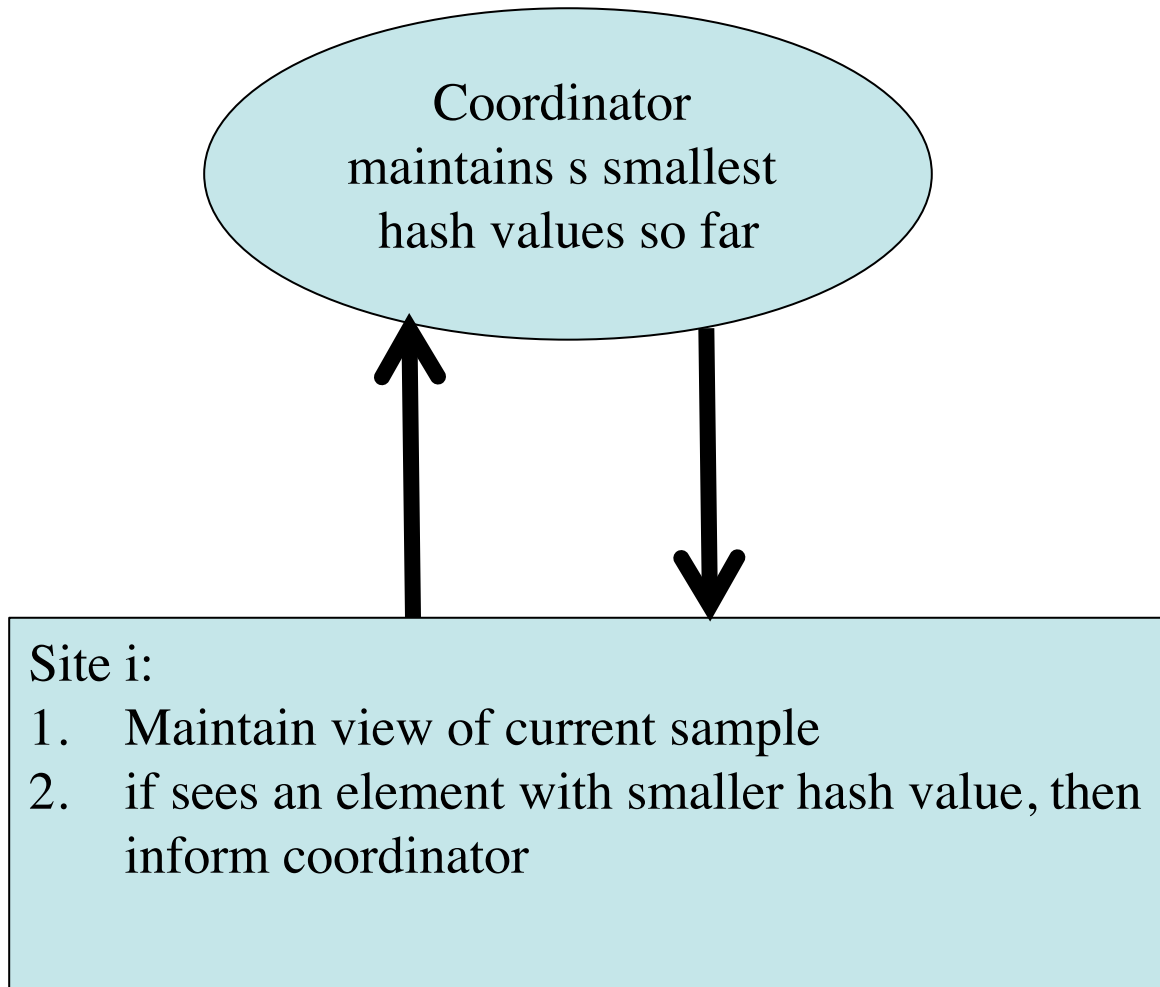 Coordinator
maintains s smallest
hash values so far
Site i:
1. Maintain view of current sample
2. if sees an element with smaller hash value, then
inform coordinator